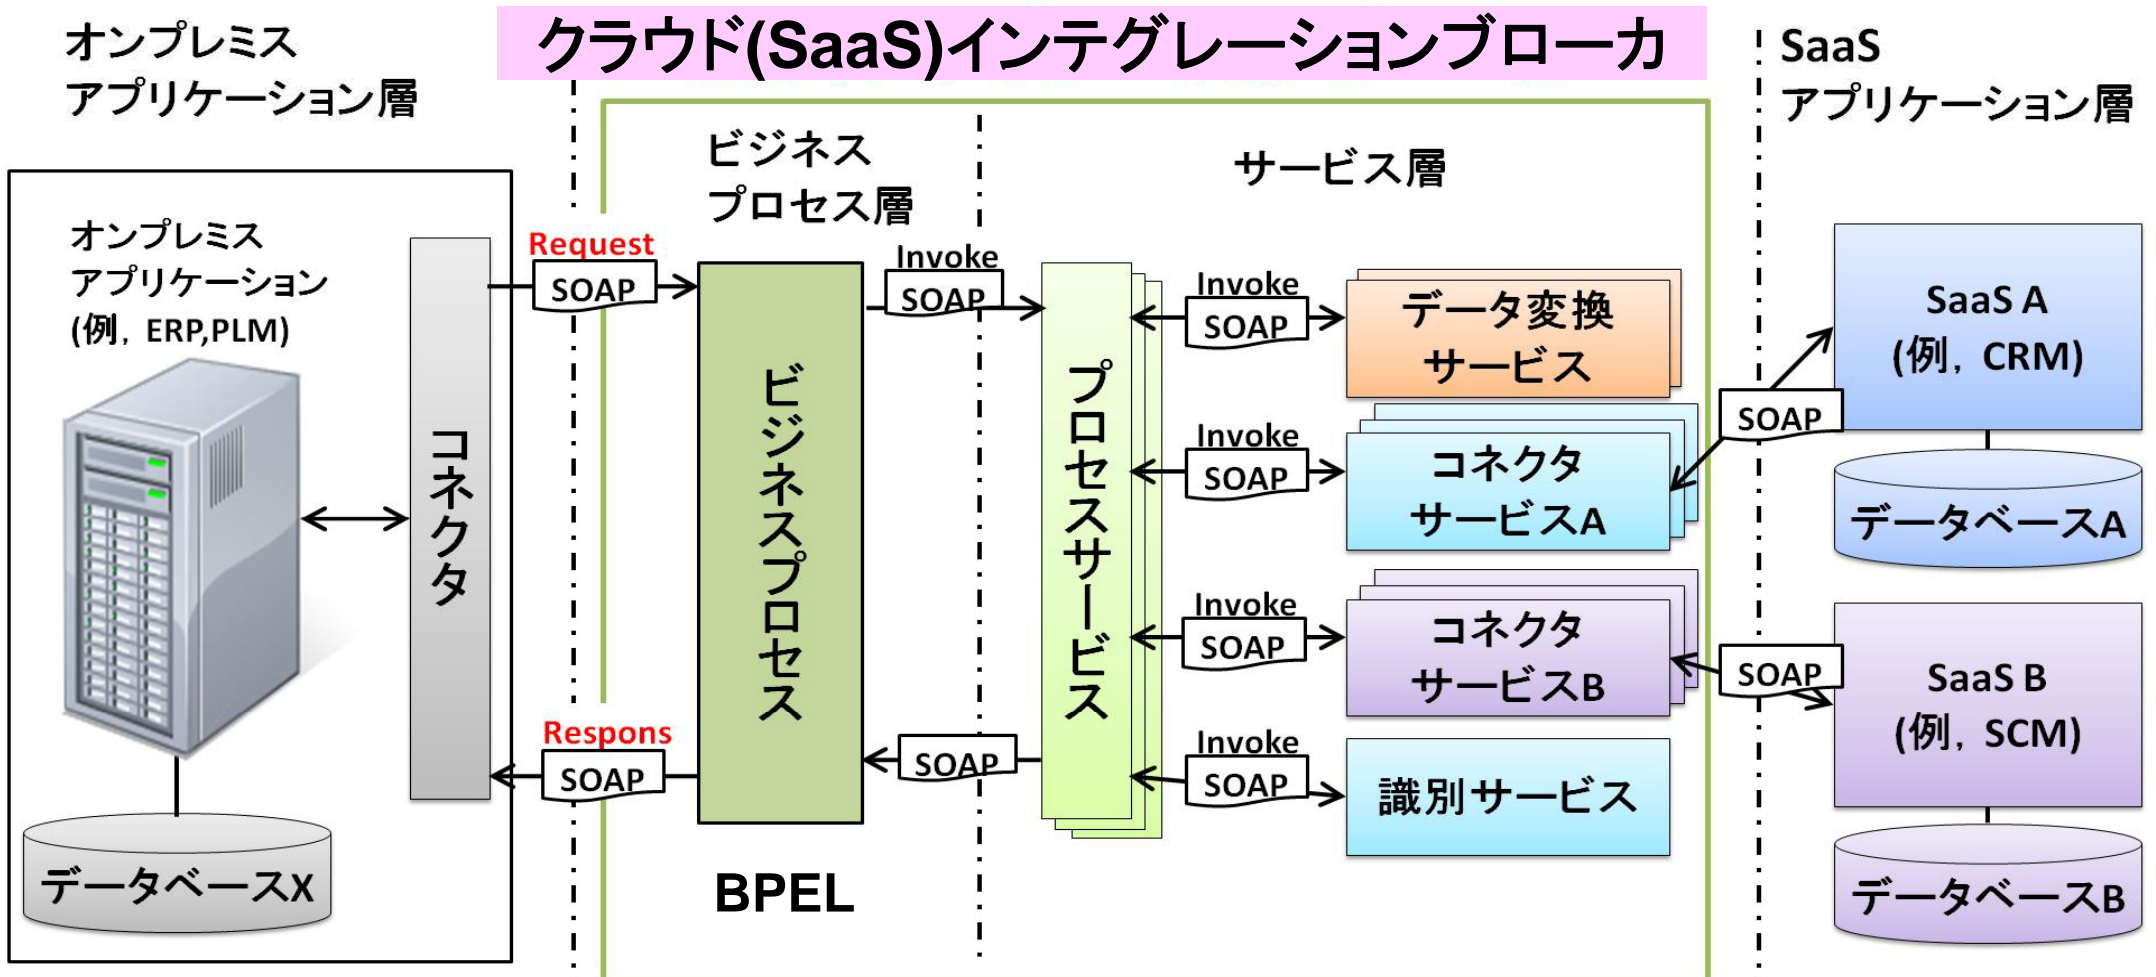 クラウド(SaaS)インテグレーションブローカ
オンプレミス
アプリケーション層
オンプレミス
アプリケーション
(例，ERP,PLM)
コネクタ
データベースX
Request
SOAP
Respons
SOAP
ビジネス
プロセス層
ビジネスプロセス
BPEL
Invoke
SOAP
SOAP
サービス層
プロセスサービス
Invoke
SOAP
データ変換
サービス
Invoke
SOAP
コネクタ
サービスA
Invoke
SOAP
コネクタ
サービスB
Invoke
SOAP
識別サービス
SaaS
アプリケーション層
SOAP
SaaS A
(例，CRM)
データベースA
SOAP
SaaS B
(例，SCM)
データベースB